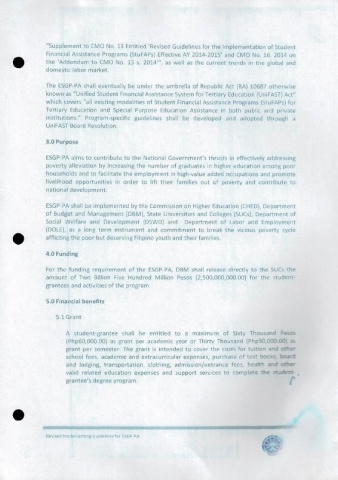 "Supplement to CMO No. 13 Entitled 'Revised Guidelines for the Implementation of Student
Financial Assistance Programs (StuFAPs) Effective AY 2014-2015' and CMO No. 16, 2014 on
the 'Addendum to CMO No. 13 s. 2014'", as well as the current trends in the global and
domestic labor market.
The ESGP-PA shall eventually be under the umbrella of Republic Act (RA) 10687 otherwise
known as "Unified Student Financial Assistance System for Tertiary Education (UniFAST) Act"
which covers "all existing modalities of Student Financial Assistance Programs (StuFAPs) for
Tertiary Education and Special Purpose Education Assistance in both public and private
institutions." Program-specific guidelines shall be developed and adopted through a
UniFAST Board Resolution.
3.0 Purpose
ESGP-PA aims to contribute to the National Government's thrusts in effectively addressing
poverty alleviation by increasing the number of graduates in higher education among poor
households and to facilitate the employment in high-value added occupations and promote
livelihood opportunities in order to lift their families out of poverty and contribute to
national development.
ESGP-PA shall be implemented by the Commission on Higher Education (CHED), Department
of Budget and Management (DBM), State Universities and Colleges (SUCs), Department of
Social Welfare and Development (DSWD) and Department of Labor and Employment
(DOLE), as a long term instrument and commitment to break the vicious poverty cycle
afflicting the poor but deserving Filipino youth and their families.
4.0 Funding
For the funding requirement of the ESGP-PA, DBM shall release directly to the SUCs the
amount of Two Billion Five Hundred Million Pesos (2,500,000,000.00) for the student-
grantees and activities of the program.
5.0 Financial benefits
5.1 Grant
A student-grantee shall be entitled to a maximum of Sixty Thousand Pesos
(Php60,000.00) as grant per academic year or Thirty Thousand (Php30,000.00) as
grant per semester. The grant is intended to cover the costs for tuition and other
school fees, academic and extracurricular expenses, purchase of text books, board
and lodging, transportation, clothing, admission/entrance fees, health and other
valid related education expenses and support services to complete the student-
grantee's degree program.
Revised Implementing Guidelines for ESGP-PA